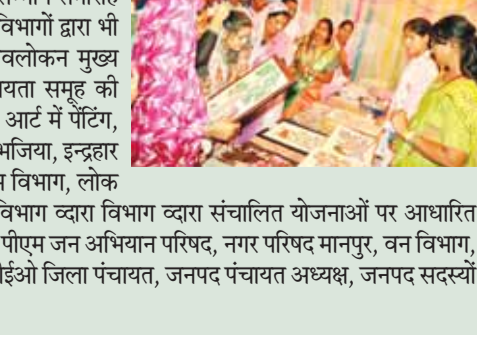 विभागों द्वारा भी
वलोकन मुख्य
यता समूह की
आर्ट में पेंटिंग,
भजिया, इन्द्रहार
विभाग, लोक
विभाग व्दारा विभाग व्दारा संचालित योजनाओं पर आधारित
पीएम जन अभियान परिषद, नगर परिषद मानपुर, वन विभाग,
ईओ जिला पंचायत, जनपद पंचायत अध्यक्ष, जनपद सदस्यों